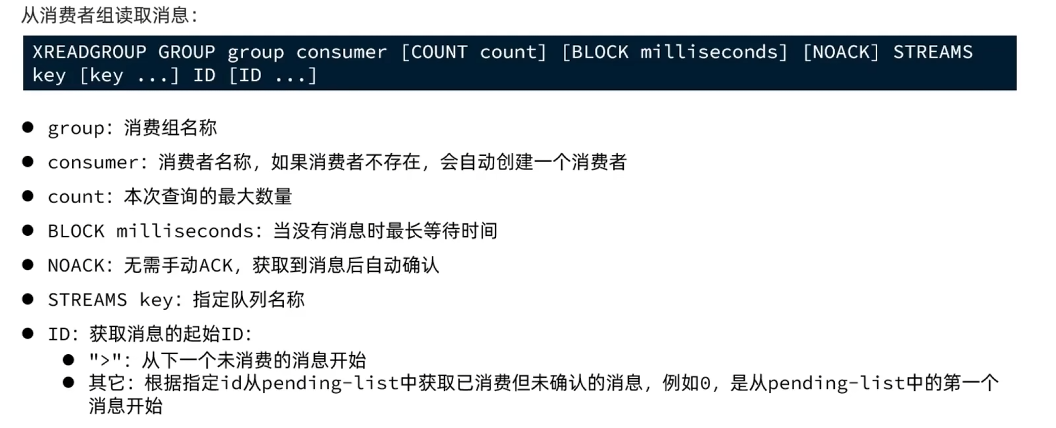 从消费者组读取消息：
XREADGROUP GROUP group consumer [COUNT count] [BLOCK milliseconds] [NOACK] STREAMS
key [key ...] ID [ID ...]
● group：消费组名称
● consumer：消费者名称，如果消费者不存在，会自动创建一个消费者
● count：本次查询的最大数量
● BLOCK milliseconds：当没有消息时最长等待时间
● NOACK：无需手动ACK，获取到消息后自动确认
● STREAMS key：指定队列名称
● ID：获取消息的起始ID：
● ">"：从下一个未消费的消息开始
● 其它：根据指定id从pending-list中获取已消费但未确认的消息，例如0，是从pending-list中的第一个
消息开始